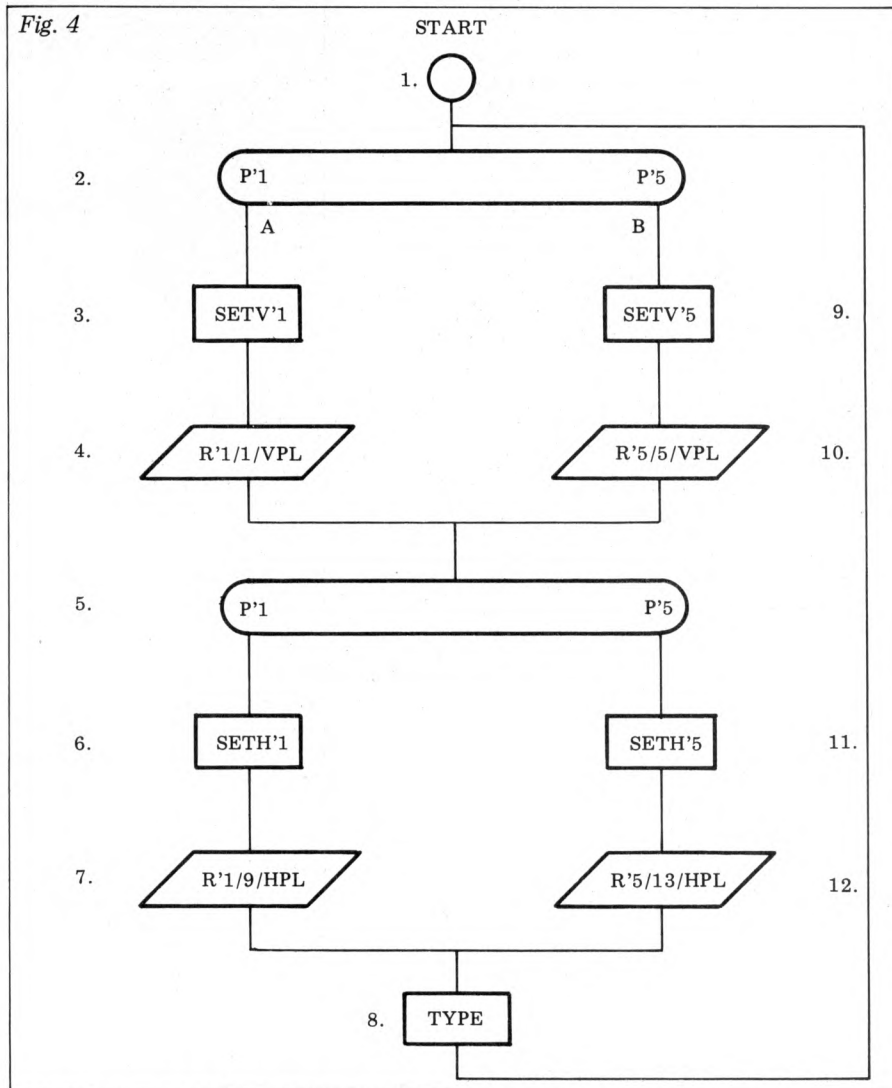 Fig. 4
START
1.
2.
P'1 P'5
A B
3. SETV'1 SETV'5 9.
4. R'1/1/VPL R'5/5/VPL 10.
5.
P'1 P'5
6. SETH'1 SETH'5 11.
7. R'1/9/HPL R'5/13/HPL 12.
8. TYPE